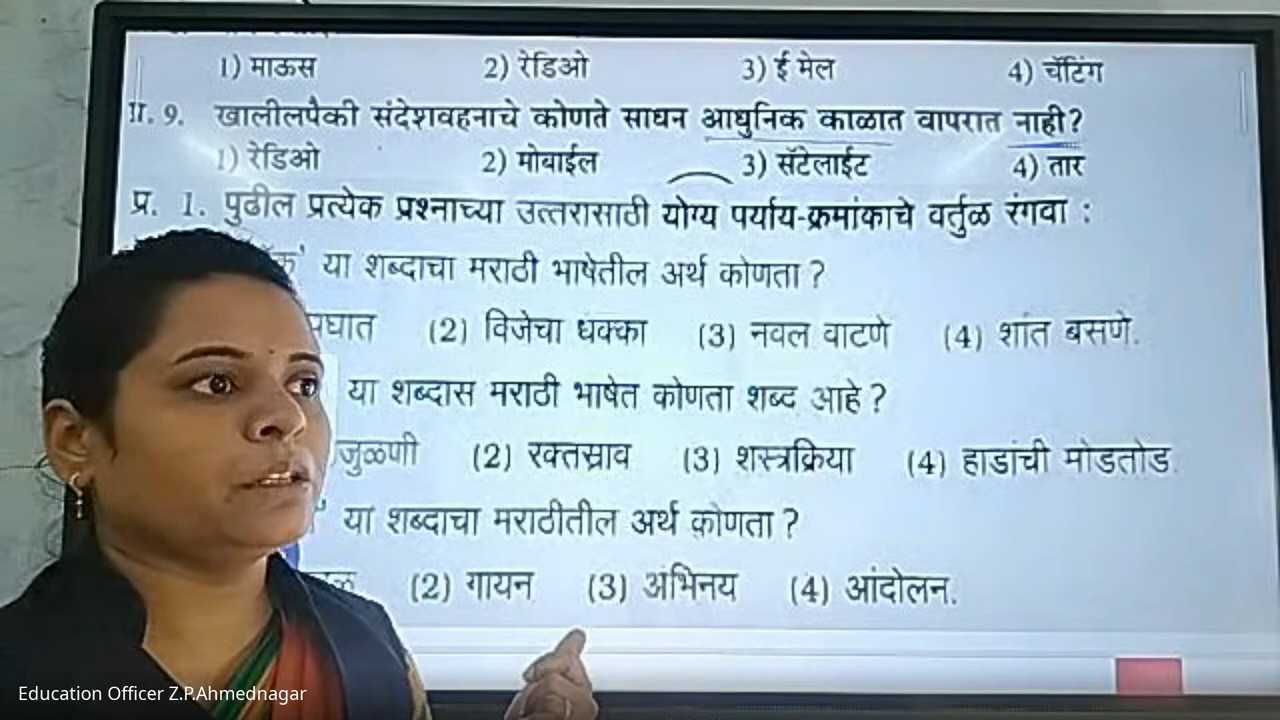 1) माऊस 2) रेडिओ 3) ई मेल 4) चॅटिंग
प्र. 9. खालीलपैकी संदेशवहनाचे कोणते साधन आधुनिक काळात वापरात नाही?
1) रेडिओ 2) मोबाईल 3) सॅटेलाईट 4) तार
प्र. 1. पुढील प्रत्येक प्रश्नाच्या उत्तरासाठी योग्य पर्याय-क्रमांकाचे वर्तुळ रंगवा :
या शब्दाचा मराठी भाषेतील अर्थ कोणता ?
(2) विजेचा धक्का (3) नवल वाटणे (4) शांत बसणे.
या शब्दास मराठी भाषेत कोणता शब्द आहे ?
जुळणी (2) रक्तस्राव (3) शस्त्रक्रिया (4) हाडांची मोडतोड.
या शब्दाचा मराठीतील अर्थ कोणता ?
(2) गायन (3) अभिनय (4) आंदोलन.
Education Officer Z.P.Ahmednagar